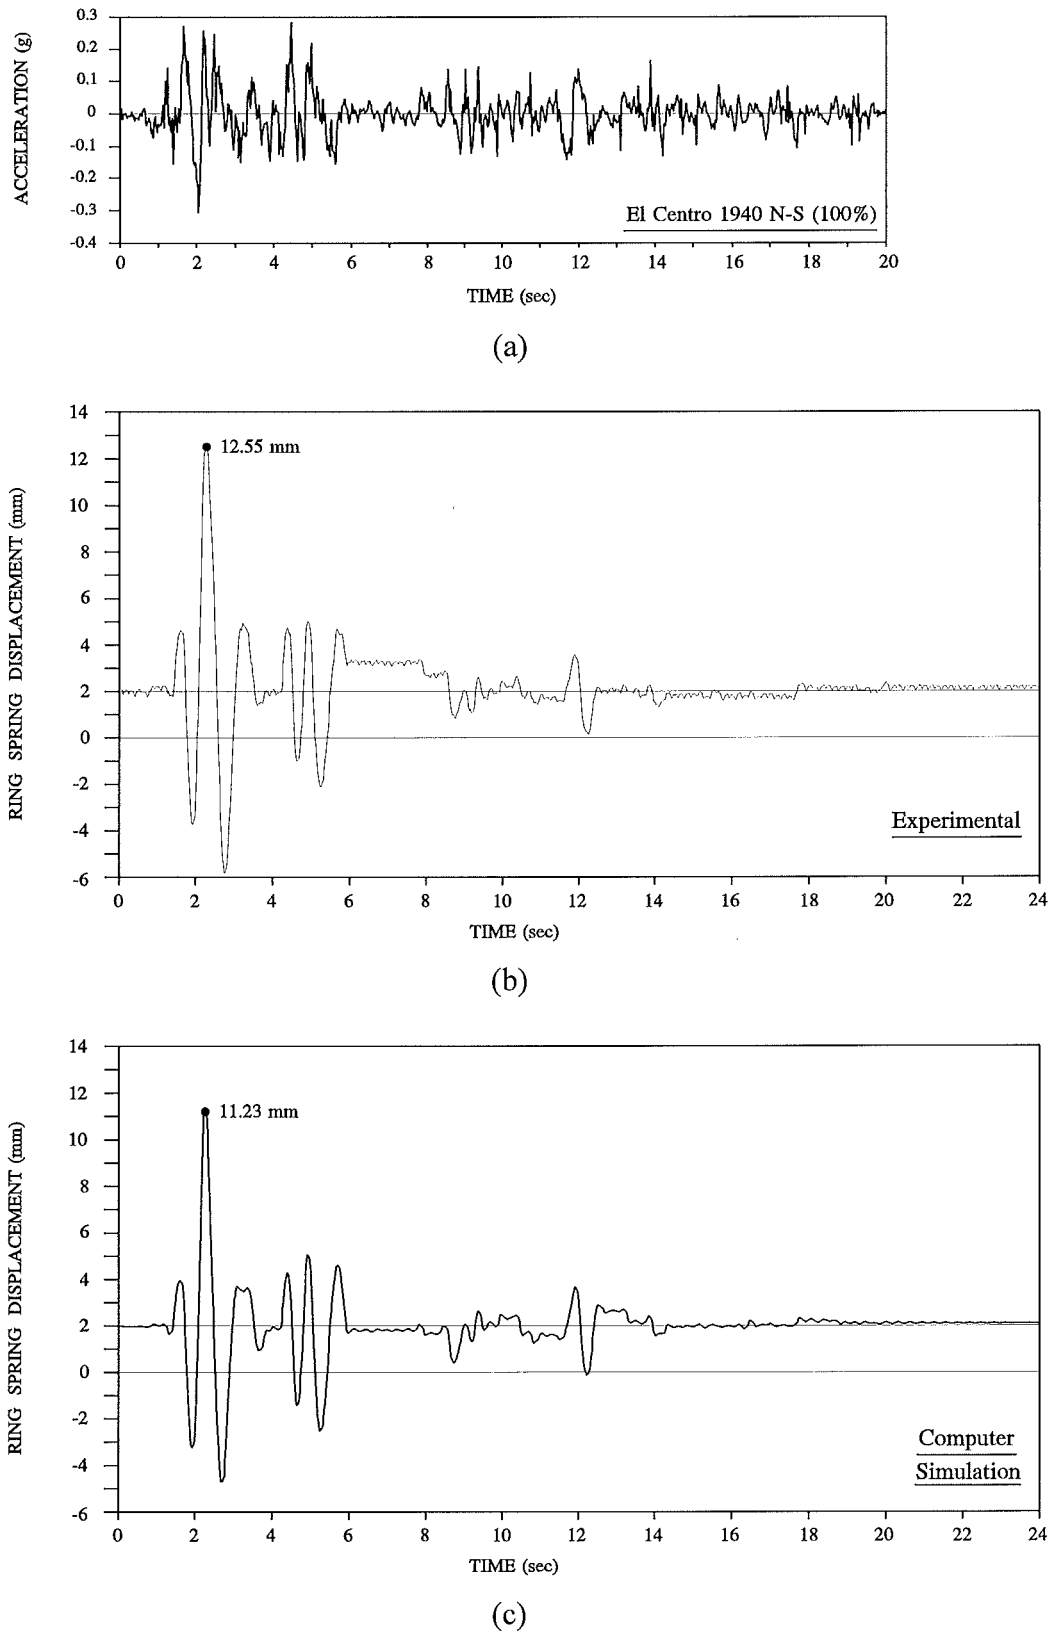 ACCELERATION (g)
0.3
0.2
0.1
0
-0.1
-0.2
-0.3
-0.4
El Centro 1940 N-S (100%)
0 2 4 6 8 10 12 14 16 18 20
TIME (sec)
(a)
RING SPRING DISPLACEMENT (mm)
14
12
10
8
6
4
2
0
-2
-4
-6
12.55 mm
Experimental
0 2 4 6 8 10 12 14 16 18 20 22 24
TIME (sec)
(b)
RING SPRING DISPLACEMENT (mm)
14
12
10
8
6
4
2
0
-2
-4
-6
11.23 mm
Computer
Simulation
0 2 4 6 8 10 12 14 16 18 20 22 24
TIME (sec)
(c)